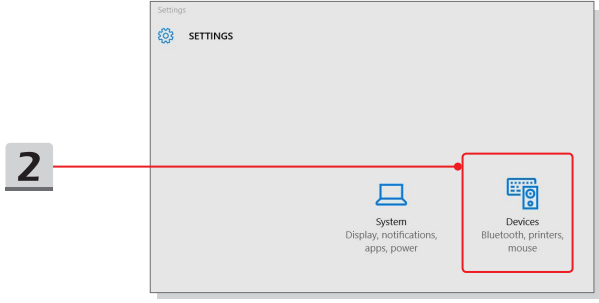 Settings
SETTINGS
2
System
Display, notifications,
apps, power
Devices
Bluetooth, printers,
mouse